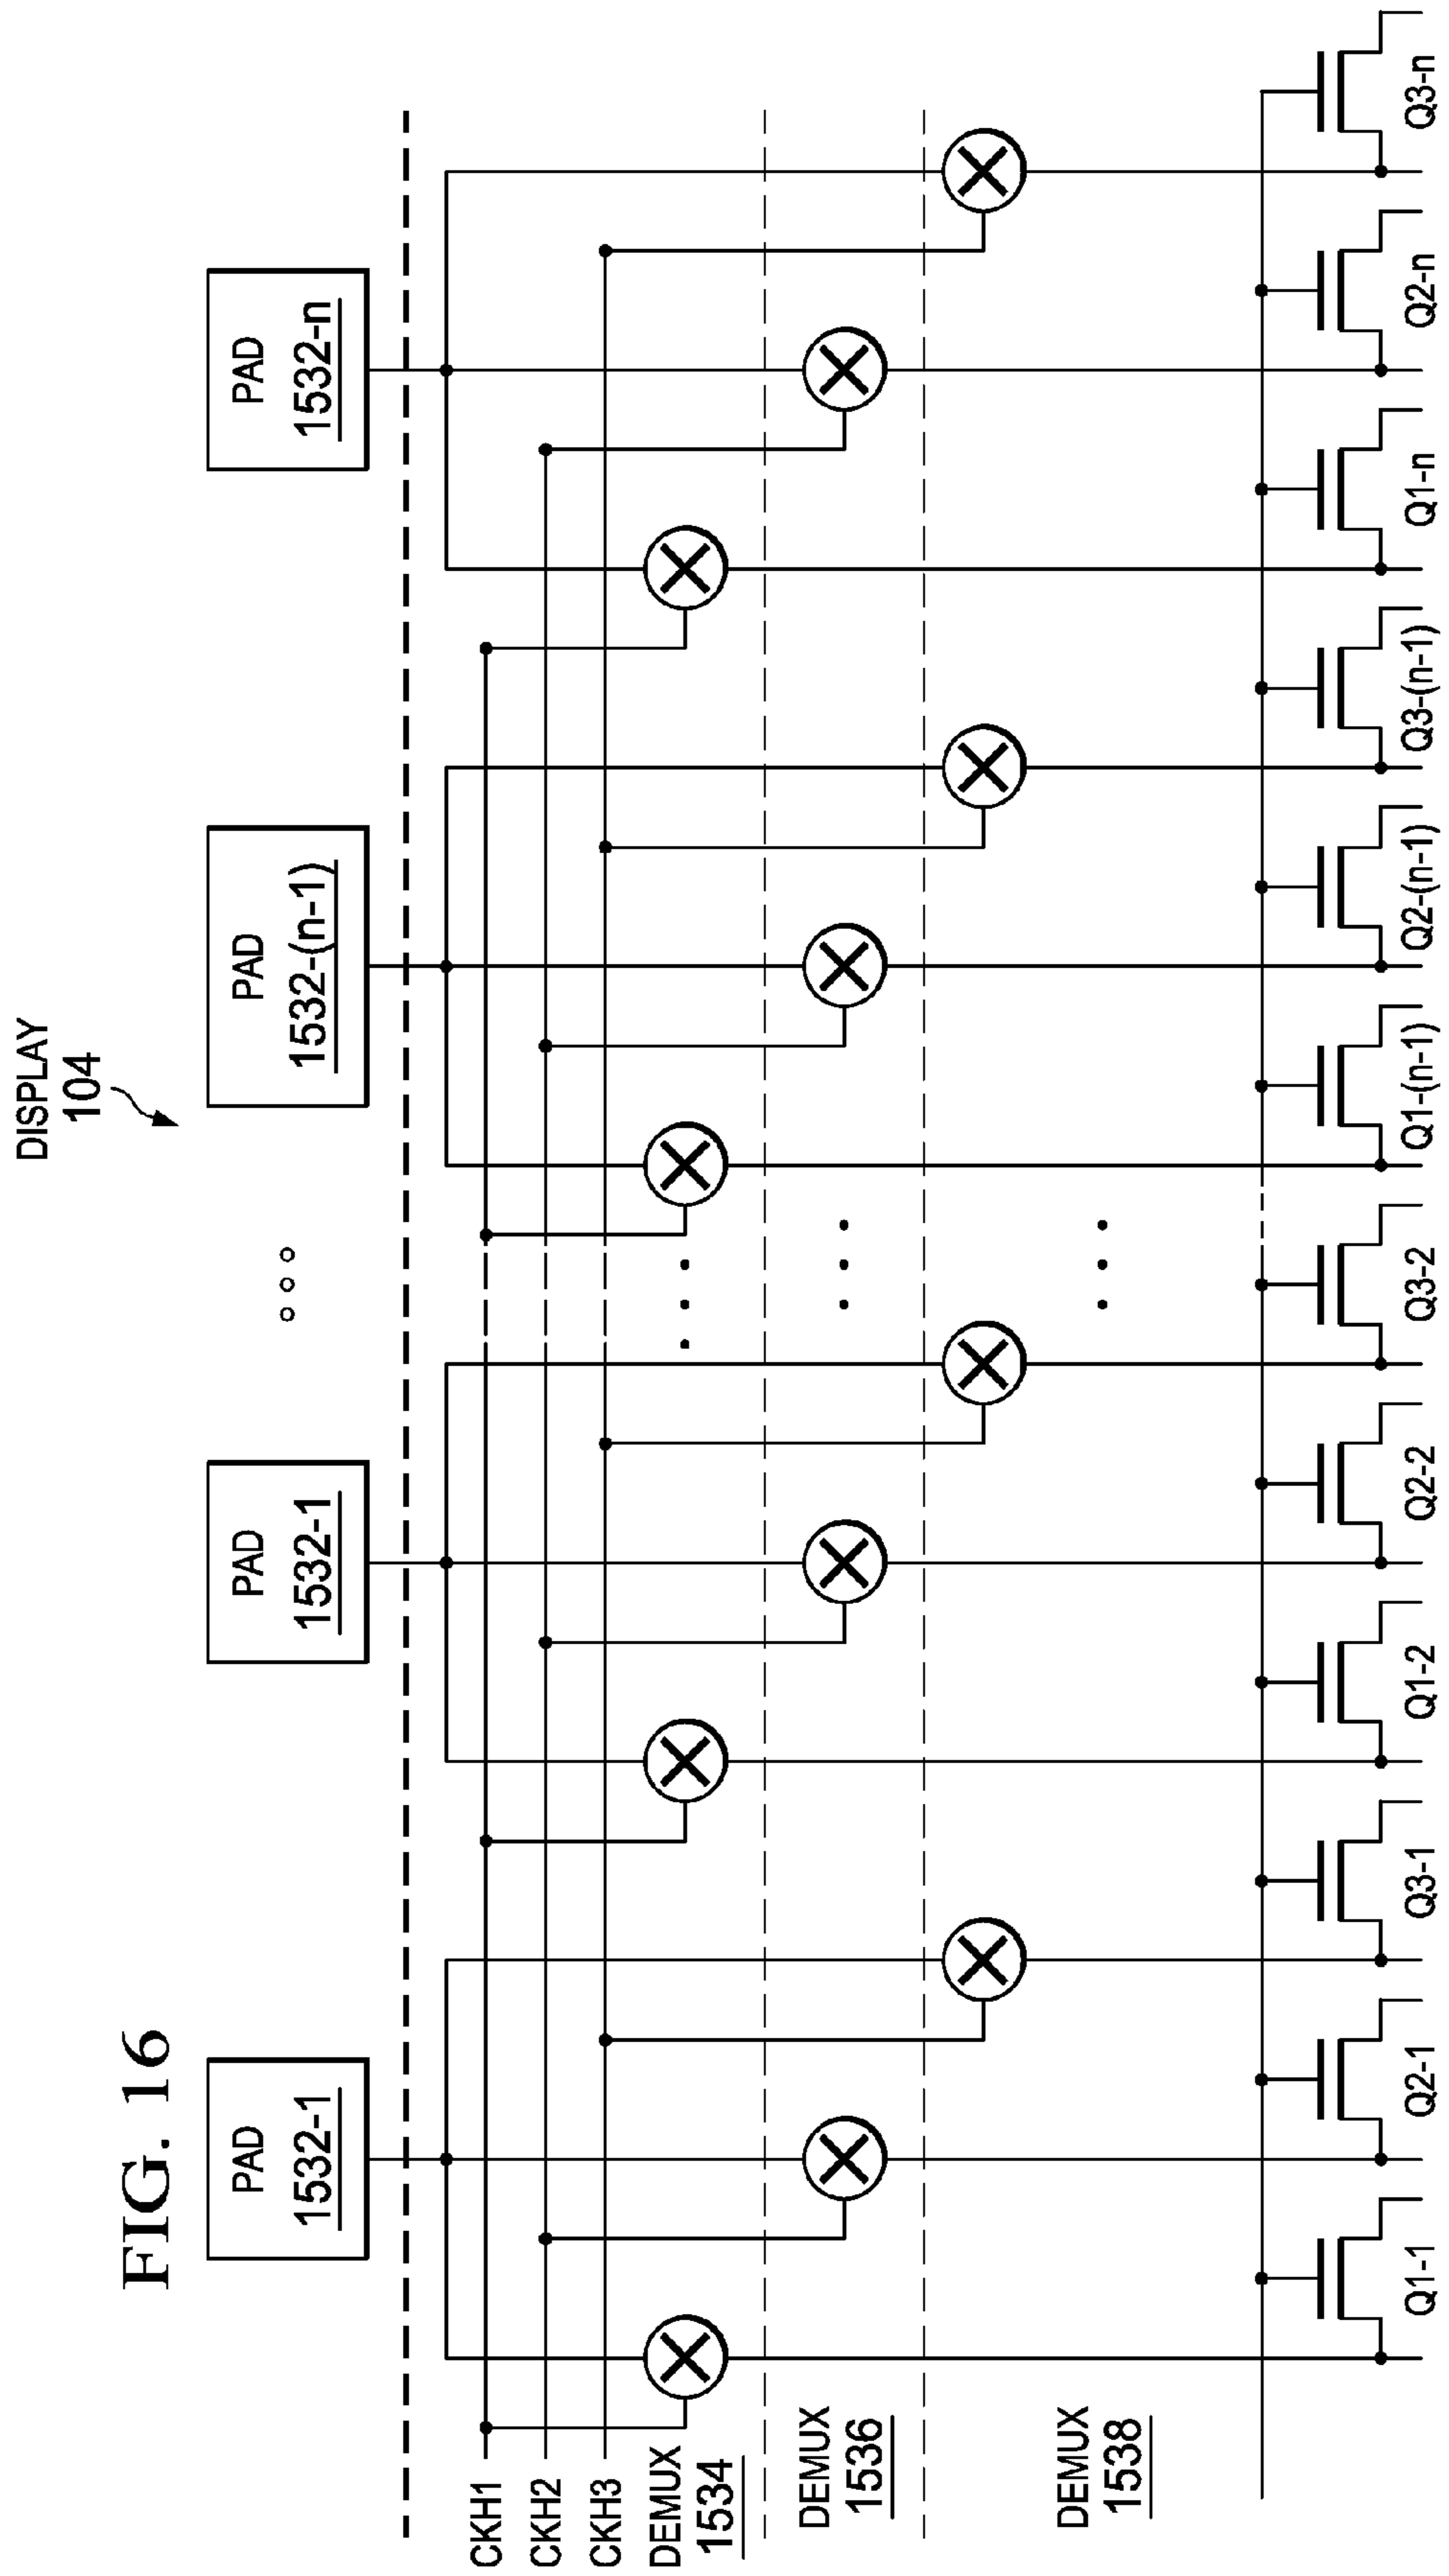 FIG. 16
DISPLAY
104
PAD
1532-1
PAD
1532-1
PAD
1532-(n-1)
PAD
1532-n
CKH1
CKH2
CKH3
DEMUX
1534
DEMUX
1536
DEMUX
1538
Q1-1
Q2-1
Q3-1
Q1-2
Q2-2
Q3-2
Q1-(n-1)
Q2-(n-1)
Q3-(n-1)
Q1-n
Q2-n
Q3-n